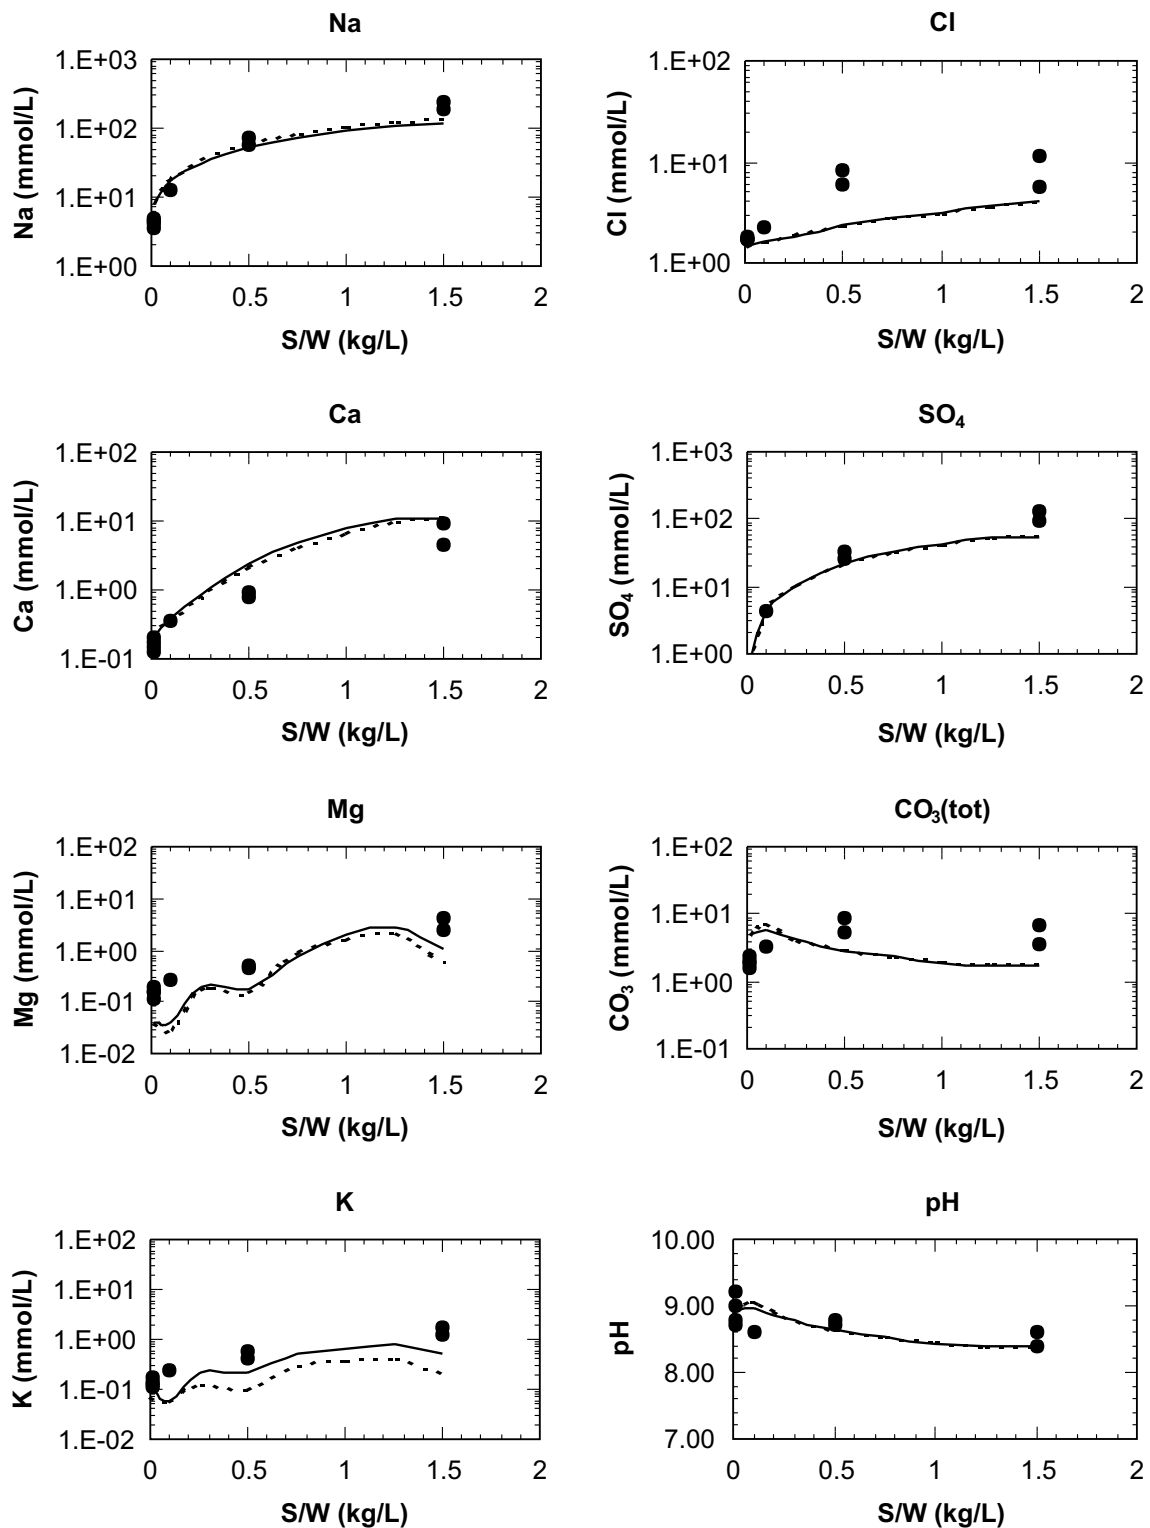 Na
1.E+03
1.E+02
1.E+01
1.E+00
Na (mmol/L)
0 0.5 1 1.5 2
S/W (kg/L)
Cl
1.E+02
1.E+01
1.E+00
Cl (mmol/L)
0 0.5 1 1.5 2
S/W (kg/L)
Ca
1.E+02
1.E+01
1.E+00
1.E-01
Ca (mmol/L)
0 0.5 1 1.5 2
S/W (kg/L)
SO₄
1.E+03
1.E+02
1.E+01
1.E+00
SO₄ (mmol/L)
0 0.5 1 1.5 2
S/W (kg/L)
Mg
1.E+02
1.E+01
1.E+00
1.E-01
1.E-02
Mg (mmol/L)
0 0.5 1 1.5 2
S/W (kg/L)
CO₃(tot)
1.E+02
1.E+01
1.E+00
1.E-01
CO₃ (mmol/L)
0 0.5 1 1.5 2
S/W (kg/L)
K
1.E+02
1.E+01
1.E+00
1.E-01
1.E-02
K (mmol/L)
0 0.5 1 1.5 2
S/W (kg/L)
pH
10.00
9.00
8.00
7.00
pH
0 0.5 1 1.5 2
S/W (kg/L)